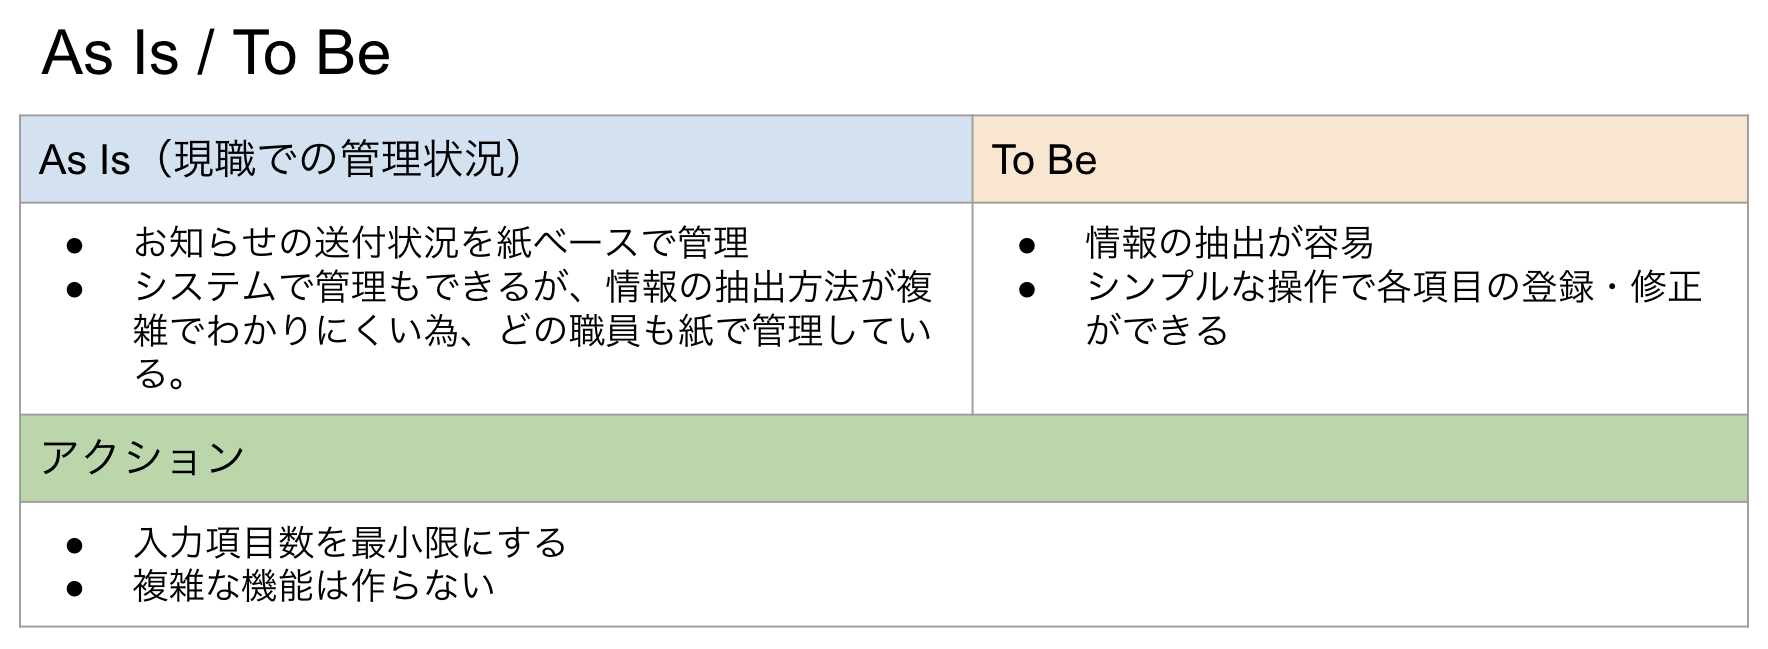 As Is / To Be
As Is（現職での管理状況）
To Be
● お知らせの送付状況を紙ベースで管理
● システムで管理もできるが、情報の抽出方法が複
雑でわかりにくい為、どの職員も紙で管理してい
る。
● 情報の抽出が容易
● シンプルな操作で各項目の登録・修正
ができる
アクション
● 入力項目数を最小限にする
● 複雑な機能は作らない